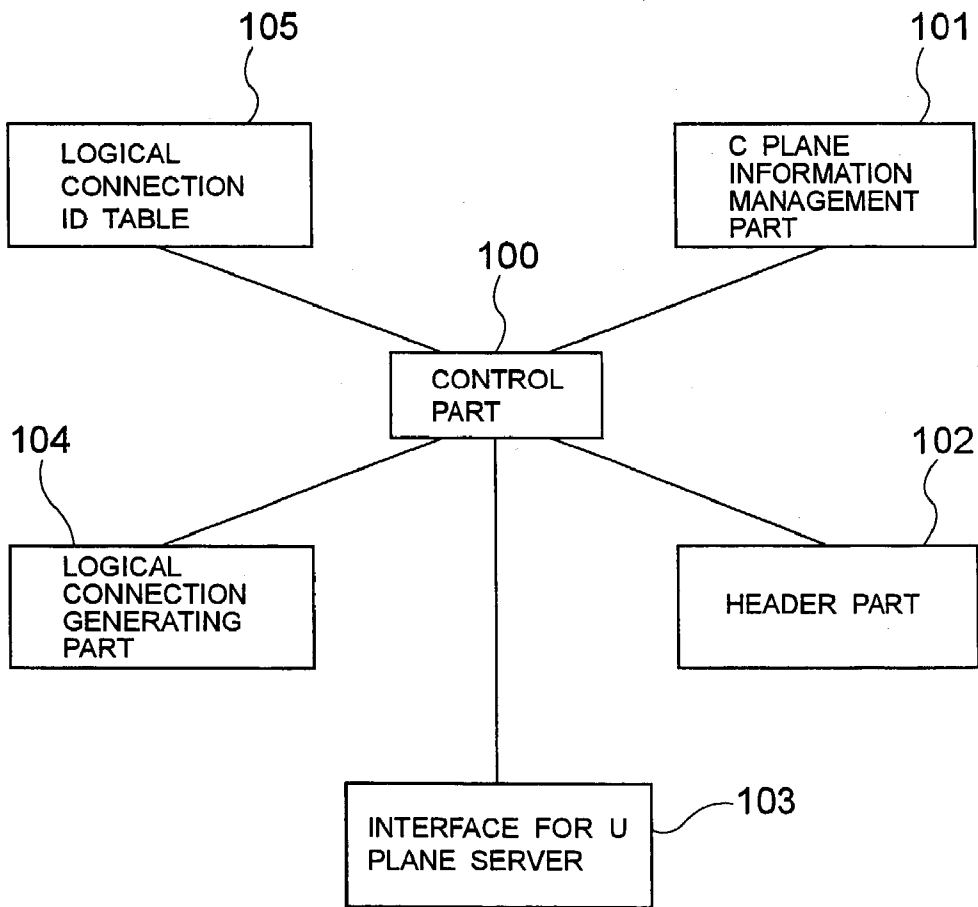 105
101
LOGICAL
CONNECTION
ID TABLE
C PLANE
INFORMATION
MANAGEMENT
PART
100
CONTROL
PART
104
102
LOGICAL
CONNECTION
GENERATING
PART
HEADER PART
103
INTERFACE FOR U
PLANE SERVER